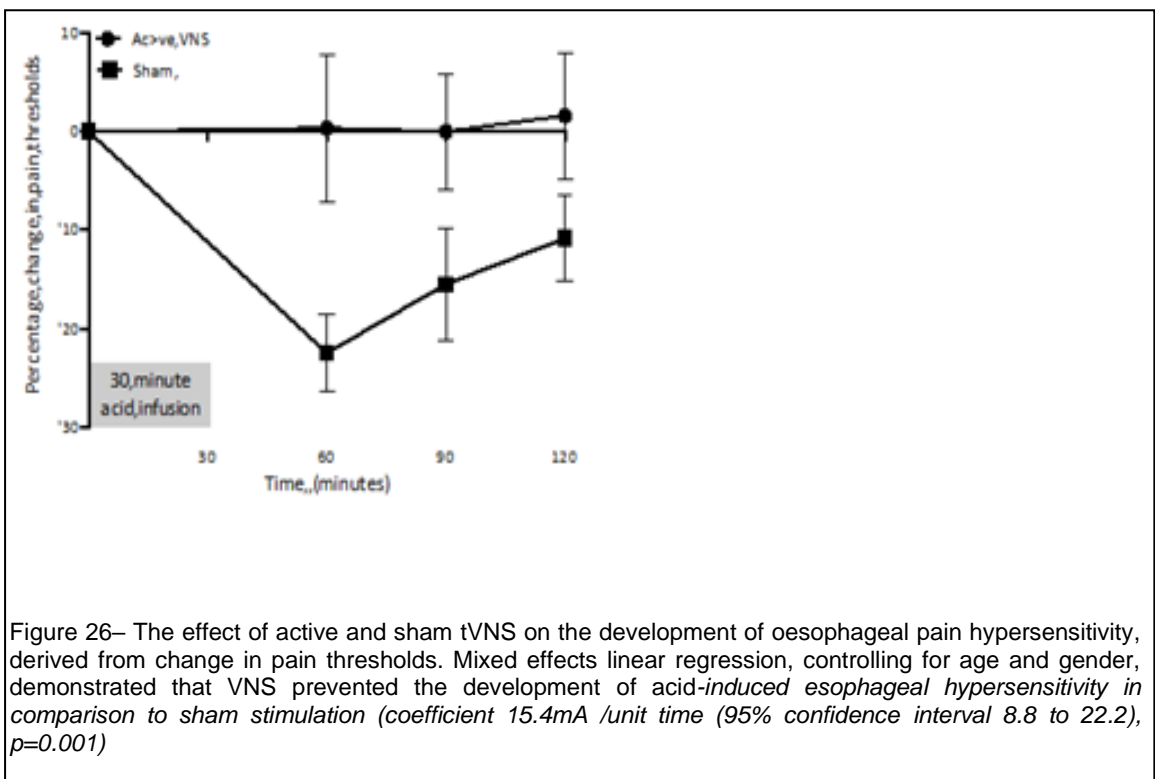 10
Ac>ve,VNS
Sham,
0
Percentage,change,in,pain,thresholds
'10
'20
30,minute
acid,infusion
'30
30 60 90 120
Time,,(minutes)
Figure 26– The effect of active and sham tVNS on the development of oesophageal pain hypersensitivity,
derived from change in pain thresholds. Mixed effects linear regression, controlling for age and gender,
demonstrated that VNS prevented the development of acid-induced esophageal hypersensitivity in
comparison to sham stimulation (coefficient 15.4mA /unit time (95% confidence interval 8.8 to 22.2),
p=0.001)